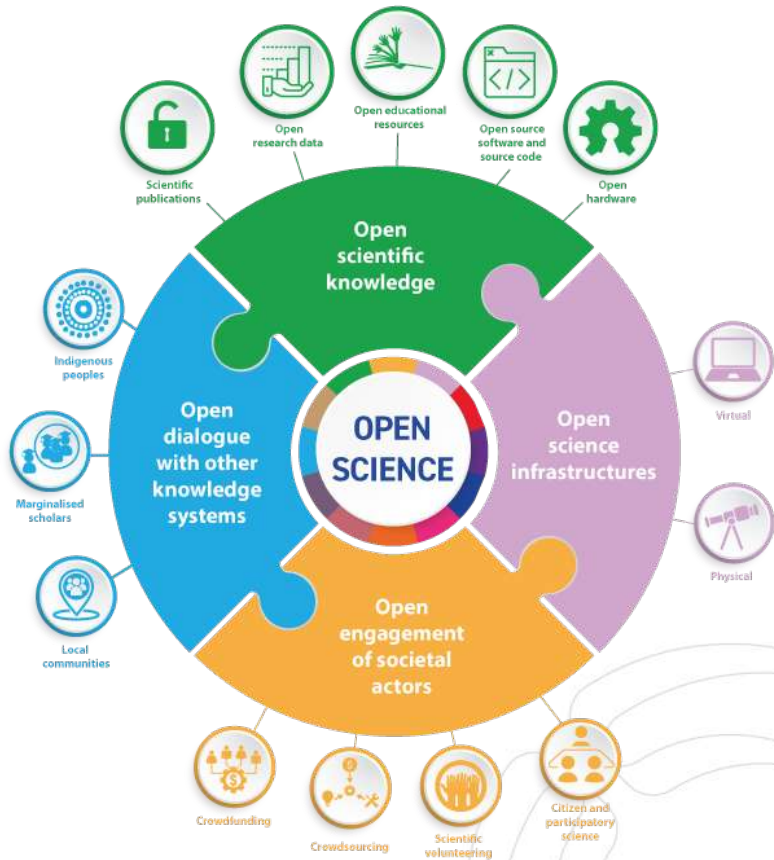 Open educational
resources
Open
research data
Open source
software and
source code
Scientific
publications
Open
hardware
Open
scientific
knowledge
Indigenous
peoples
Virtual
Open
dialogue
with other
knowledge
systems
OPEN
SCIENCE
Open
science
infrastructures
Marginalised
scholars
Physical
Open
engagement
of societal
actors
Local
communities
Crowdfunding
Crowdsourcing
Scientific
volunteering
Citizen and
participatory
science